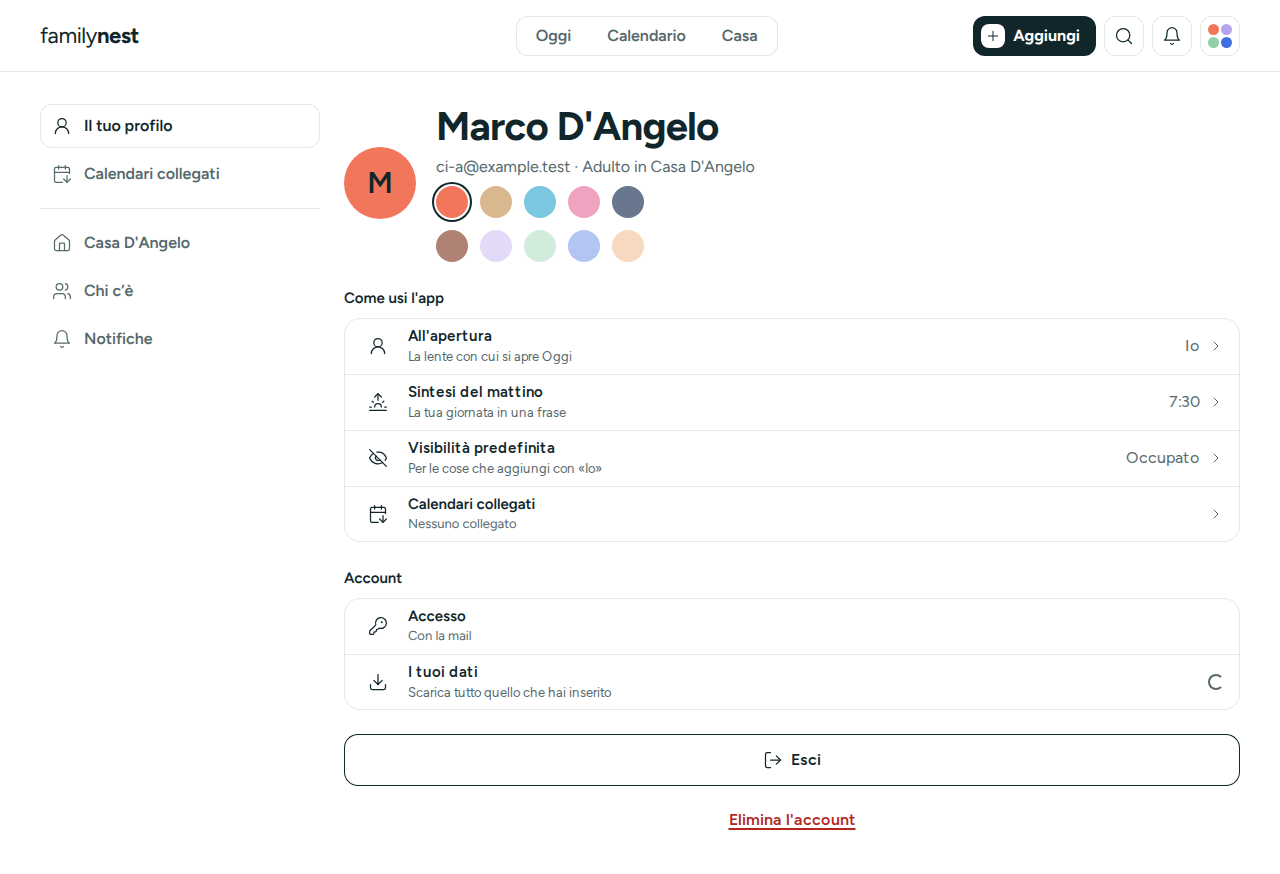 familynest
Oggi
Calendario
Casa
Aggiungi
Il tuo profilo
Calendari collegati
Casa D'Angelo
Chi c’è
Notifiche
Marco D'Angelo
ci-a@example.test · Adulto in Casa D'Angelo
M
Come usi l'app
All'apertura
La lente con cui si apre Oggi
Io
Sintesi del mattino
La tua giornata in una frase
7:30
Visibilità predefinita
Per le cose che aggiungi con «Io»
Occupato
Calendari collegati
Nessuno collegato
Account
Accesso
Con la mail
I tuoi dati
Scarica tutto quello che hai inserito
Esci
Elimina l'account